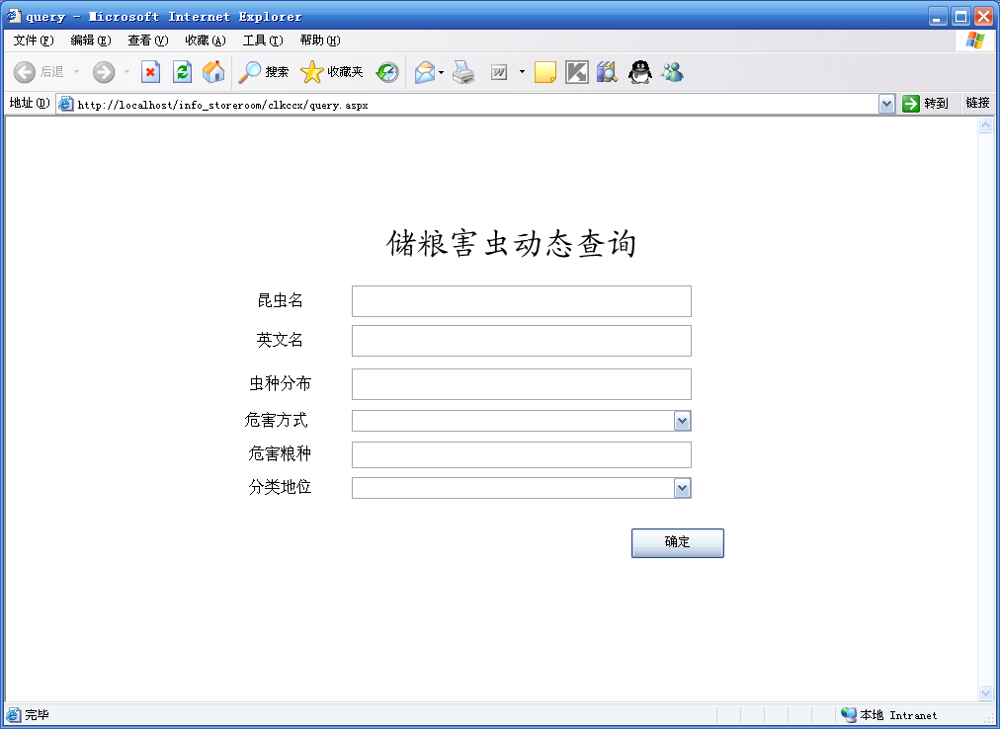 query - Microsoft Internet Explorer
文件(F) 编辑(E) 查看(V) 收藏(A) 工具(T) 帮助(H)
后退 搜索 收藏夹 W
地址(D) http://localhost/info_storeroom/clkccx/query.aspx 转到 链接
储粮害虫动态查询
昆虫名
英文名
虫种分布
危害方式
危害粮种
分类地位
确定
完毕 本地 Intranet